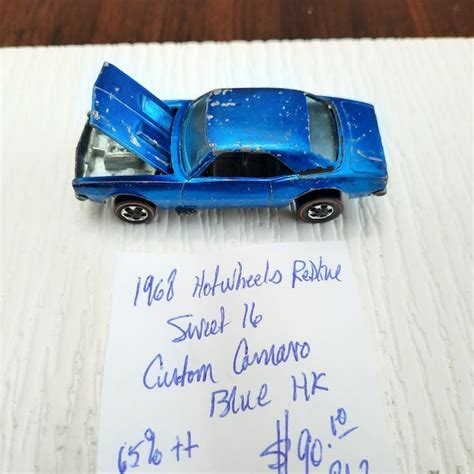 1968 Hotwheels Redline
Sweet 16
Custom Camaro
Blue HK
65% ++
$90.10